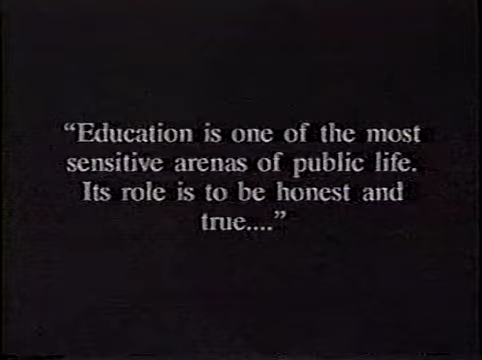 “Education is one of the most
sensitive arenas of public life.
Its role is to be honest and
true....”